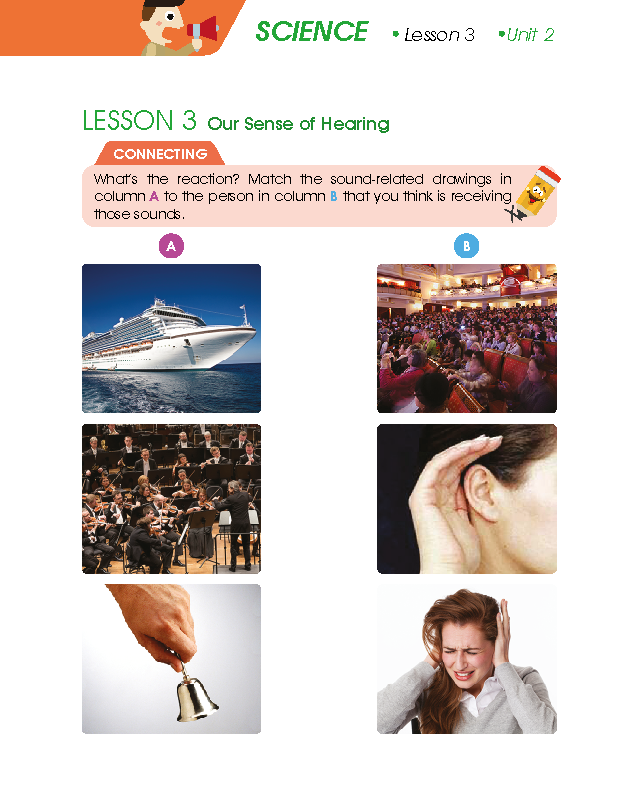 SCIENCE • Lesson 3 • Unit 2
LESSON 3 Our Sense of Hearing
CONNECTING
What's the reaction? Match the sound-related drawings in
column A to the person in column B that you think is receiving
those sounds.
A B